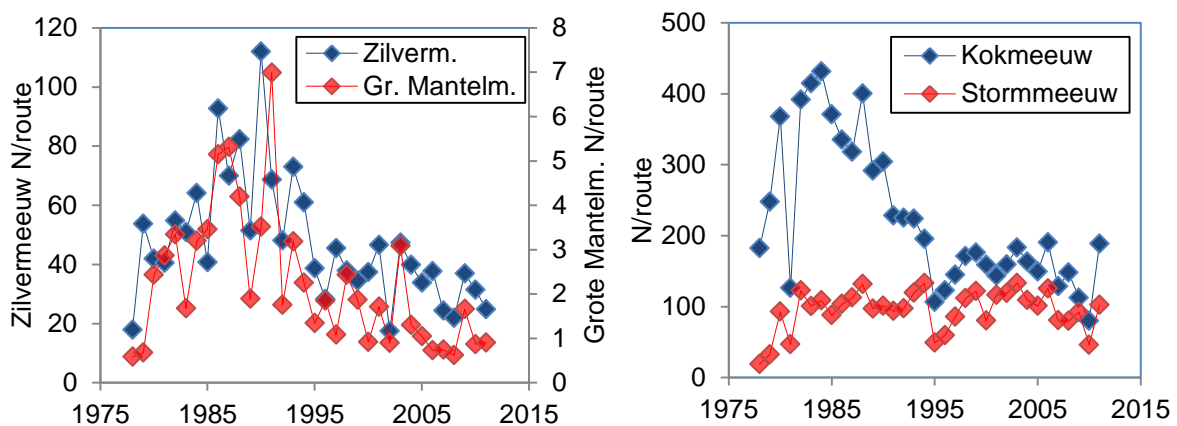 Zilvermeeuw N/route
120
100
80
60
40
20
0
Zilverm.
Gr. Mantelm.
8
7
6
5
4
3
2
1
0
Grote Mantelm. N/route
1975 1985 1995 2005 2015
N/route
500
400
300
200
100
0
Kokmeeuw
Stormmeeuw
1975 1985 1995 2005 2015